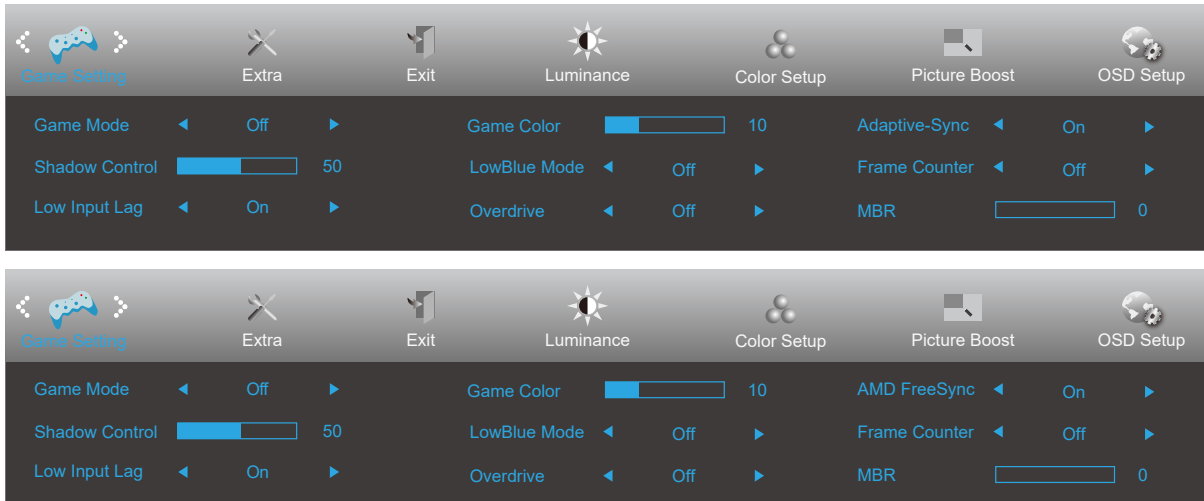 Game Setting Extra Exit Luminance Color Setup Picture Boost OSD Setup
Game Mode Off Game Color 10 Adaptive-Sync On
Shadow Control 50 LowBlue Mode Off Frame Counter Off
Low Input Lag On Overdrive Off MBR 0
Game Setting Extra Exit Luminance Color Setup Picture Boost OSD Setup
Game Mode Off Game Color 10 AMD FreeSync On
Shadow Control 50 LowBlue Mode Off Frame Counter Off
Low Input Lag On Overdrive Off MBR 0